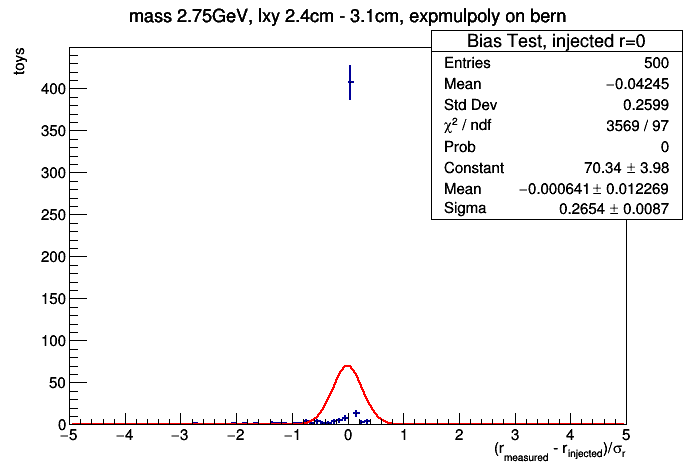 mass 2.75GeV, lxy 2.4cm - 3.1cm, expmulpoly on bern
Bias Test, injected r=0
Entries 500
Mean −0.04245
Std Dev 0.2599
χ² / ndf 3569 / 97
Prob 0
Constant 70.34 ± 3.98
Mean −0.000641 ± 0.012269
Sigma 0.2654 ± 0.0087
toys
400
350
300
250
200
150
100
50
0
−5 −4 −3 −2 −1 0 1 2 3 4 5
(r_measured - r_injected)/σ_r